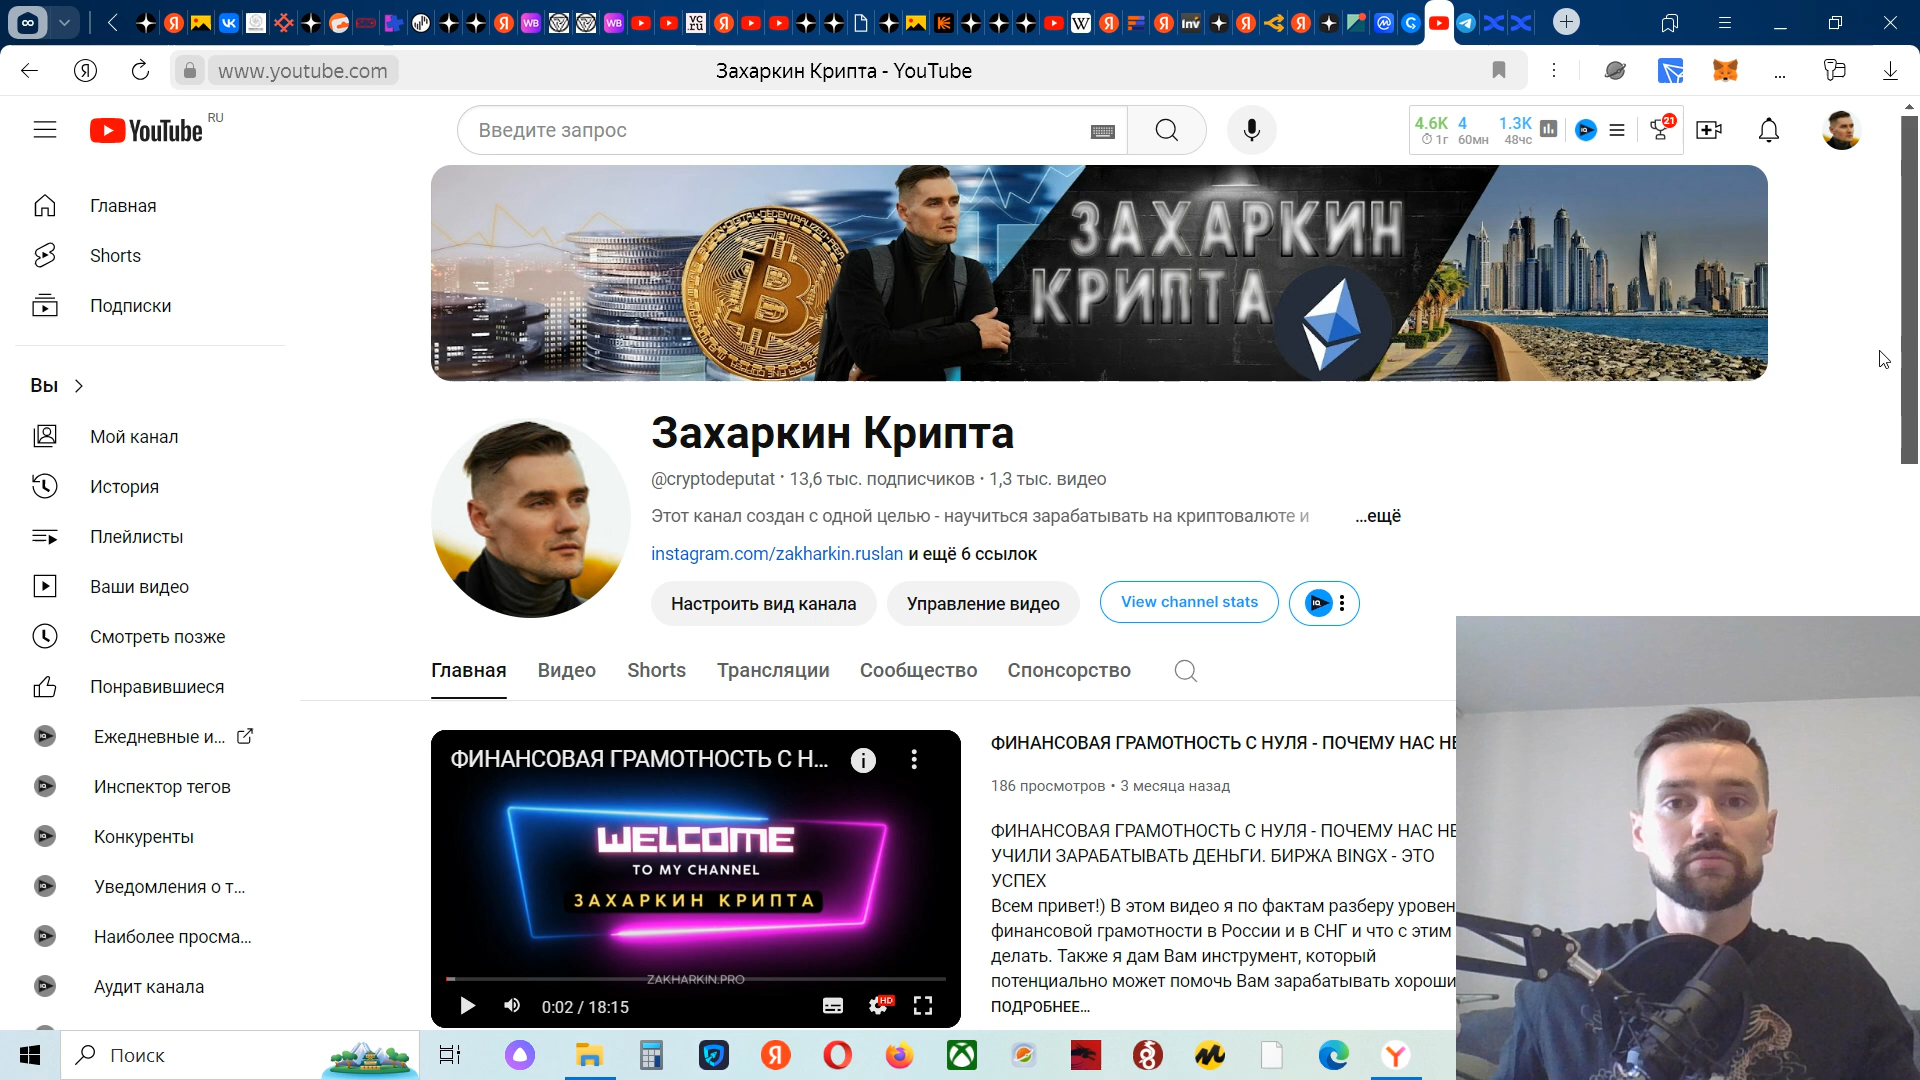 www.youtube.com
Захаркин Крипта - YouTube
YouTube RU
Введите запрос
4.6K 4 1.3K
1г 60мн 48чс
21
Главная
Shorts
Подписки
Вы
Мой канал
История
Плейлисты
Ваши видео
Смотреть позже
Понравившиеся
Ежедневные и...
Инспектор тегов
Конкуренты
Уведомления о т...
Наиболее просма...
Аудит канала
ЗАХАРКИН
КРИПТА
Захаркин Крипта
@cryptodeputat • 13,6 тыс. подписчиков • 1,3 тыс. видео
Этот канал создан с одной целью - научиться зарабатывать на криптовалюте и ...ещё
instagram.com/zakharkin.ruslan и ещё 6 ссылок
Настроить вид канала
Управление видео
View channel stats
Главная
Видео
Shorts
Трансляции
Сообщество
Спонсорство
ФИНАНСОВАЯ ГРАМОТНОСТЬ С Н...
WELCOME
TO MY CHANNEL
ЗАХАРКИН КРИПТА
ZAKHARKIN.PRO
0:02 / 18:15
HD
ФИНАНСОВАЯ ГРАМОТНОСТЬ С НУЛЯ - ПОЧЕМУ НАС НЕ
186 просмотров • 3 месяца назад
ФИНАНСОВАЯ ГРАМОТНОСТЬ С НУЛЯ - ПОЧЕМУ НАС НЕ
УЧИЛИ ЗАРАБАТЫВАТЬ ДЕНЬГИ. БИРЖА BINGX - ЭТО
УСПЕХ
Всем привет!) В этом видео я по фактам разберу уровен
финансовой грамотности в России и в СНГ и что с этим
делать. Также я дам Вам инструмент, который
потенциально может помочь Вам зарабатывать хороши
ПОДРОБНЕЕ...
Поиск